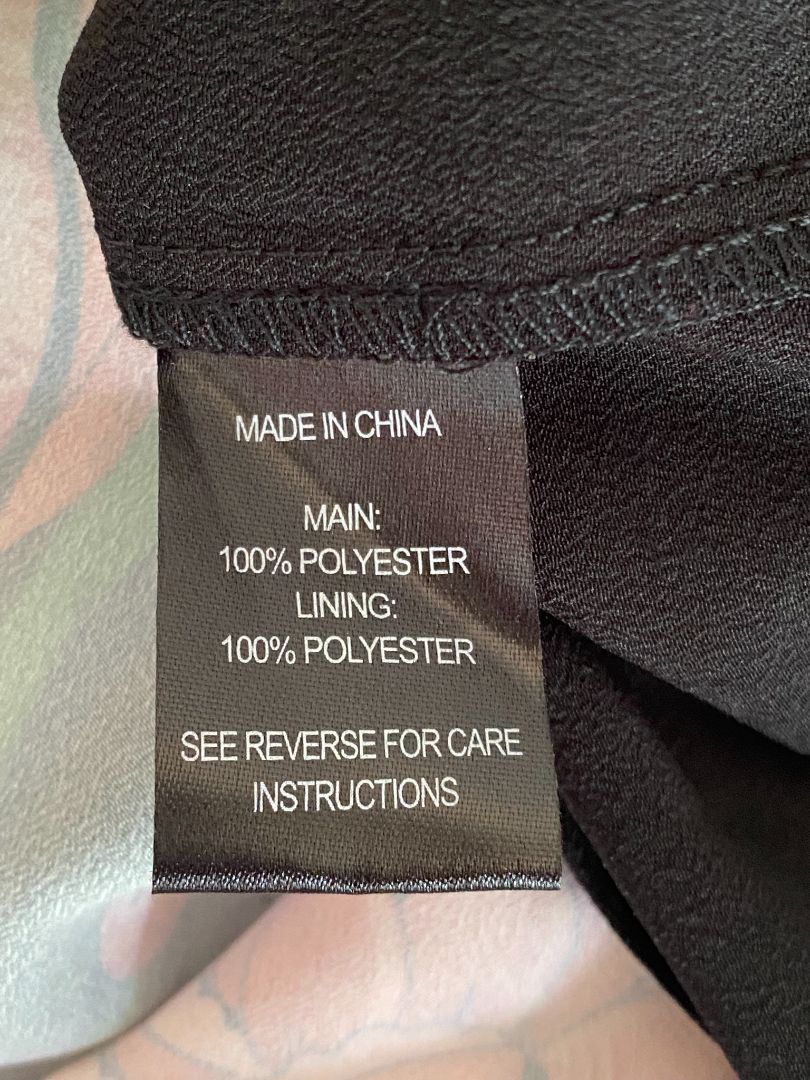 MADE IN CHINA
MAIN:
100% POLYESTER
LINING:
100% POLYESTER
SEE REVERSE FOR CARE
INSTRUCTIONS